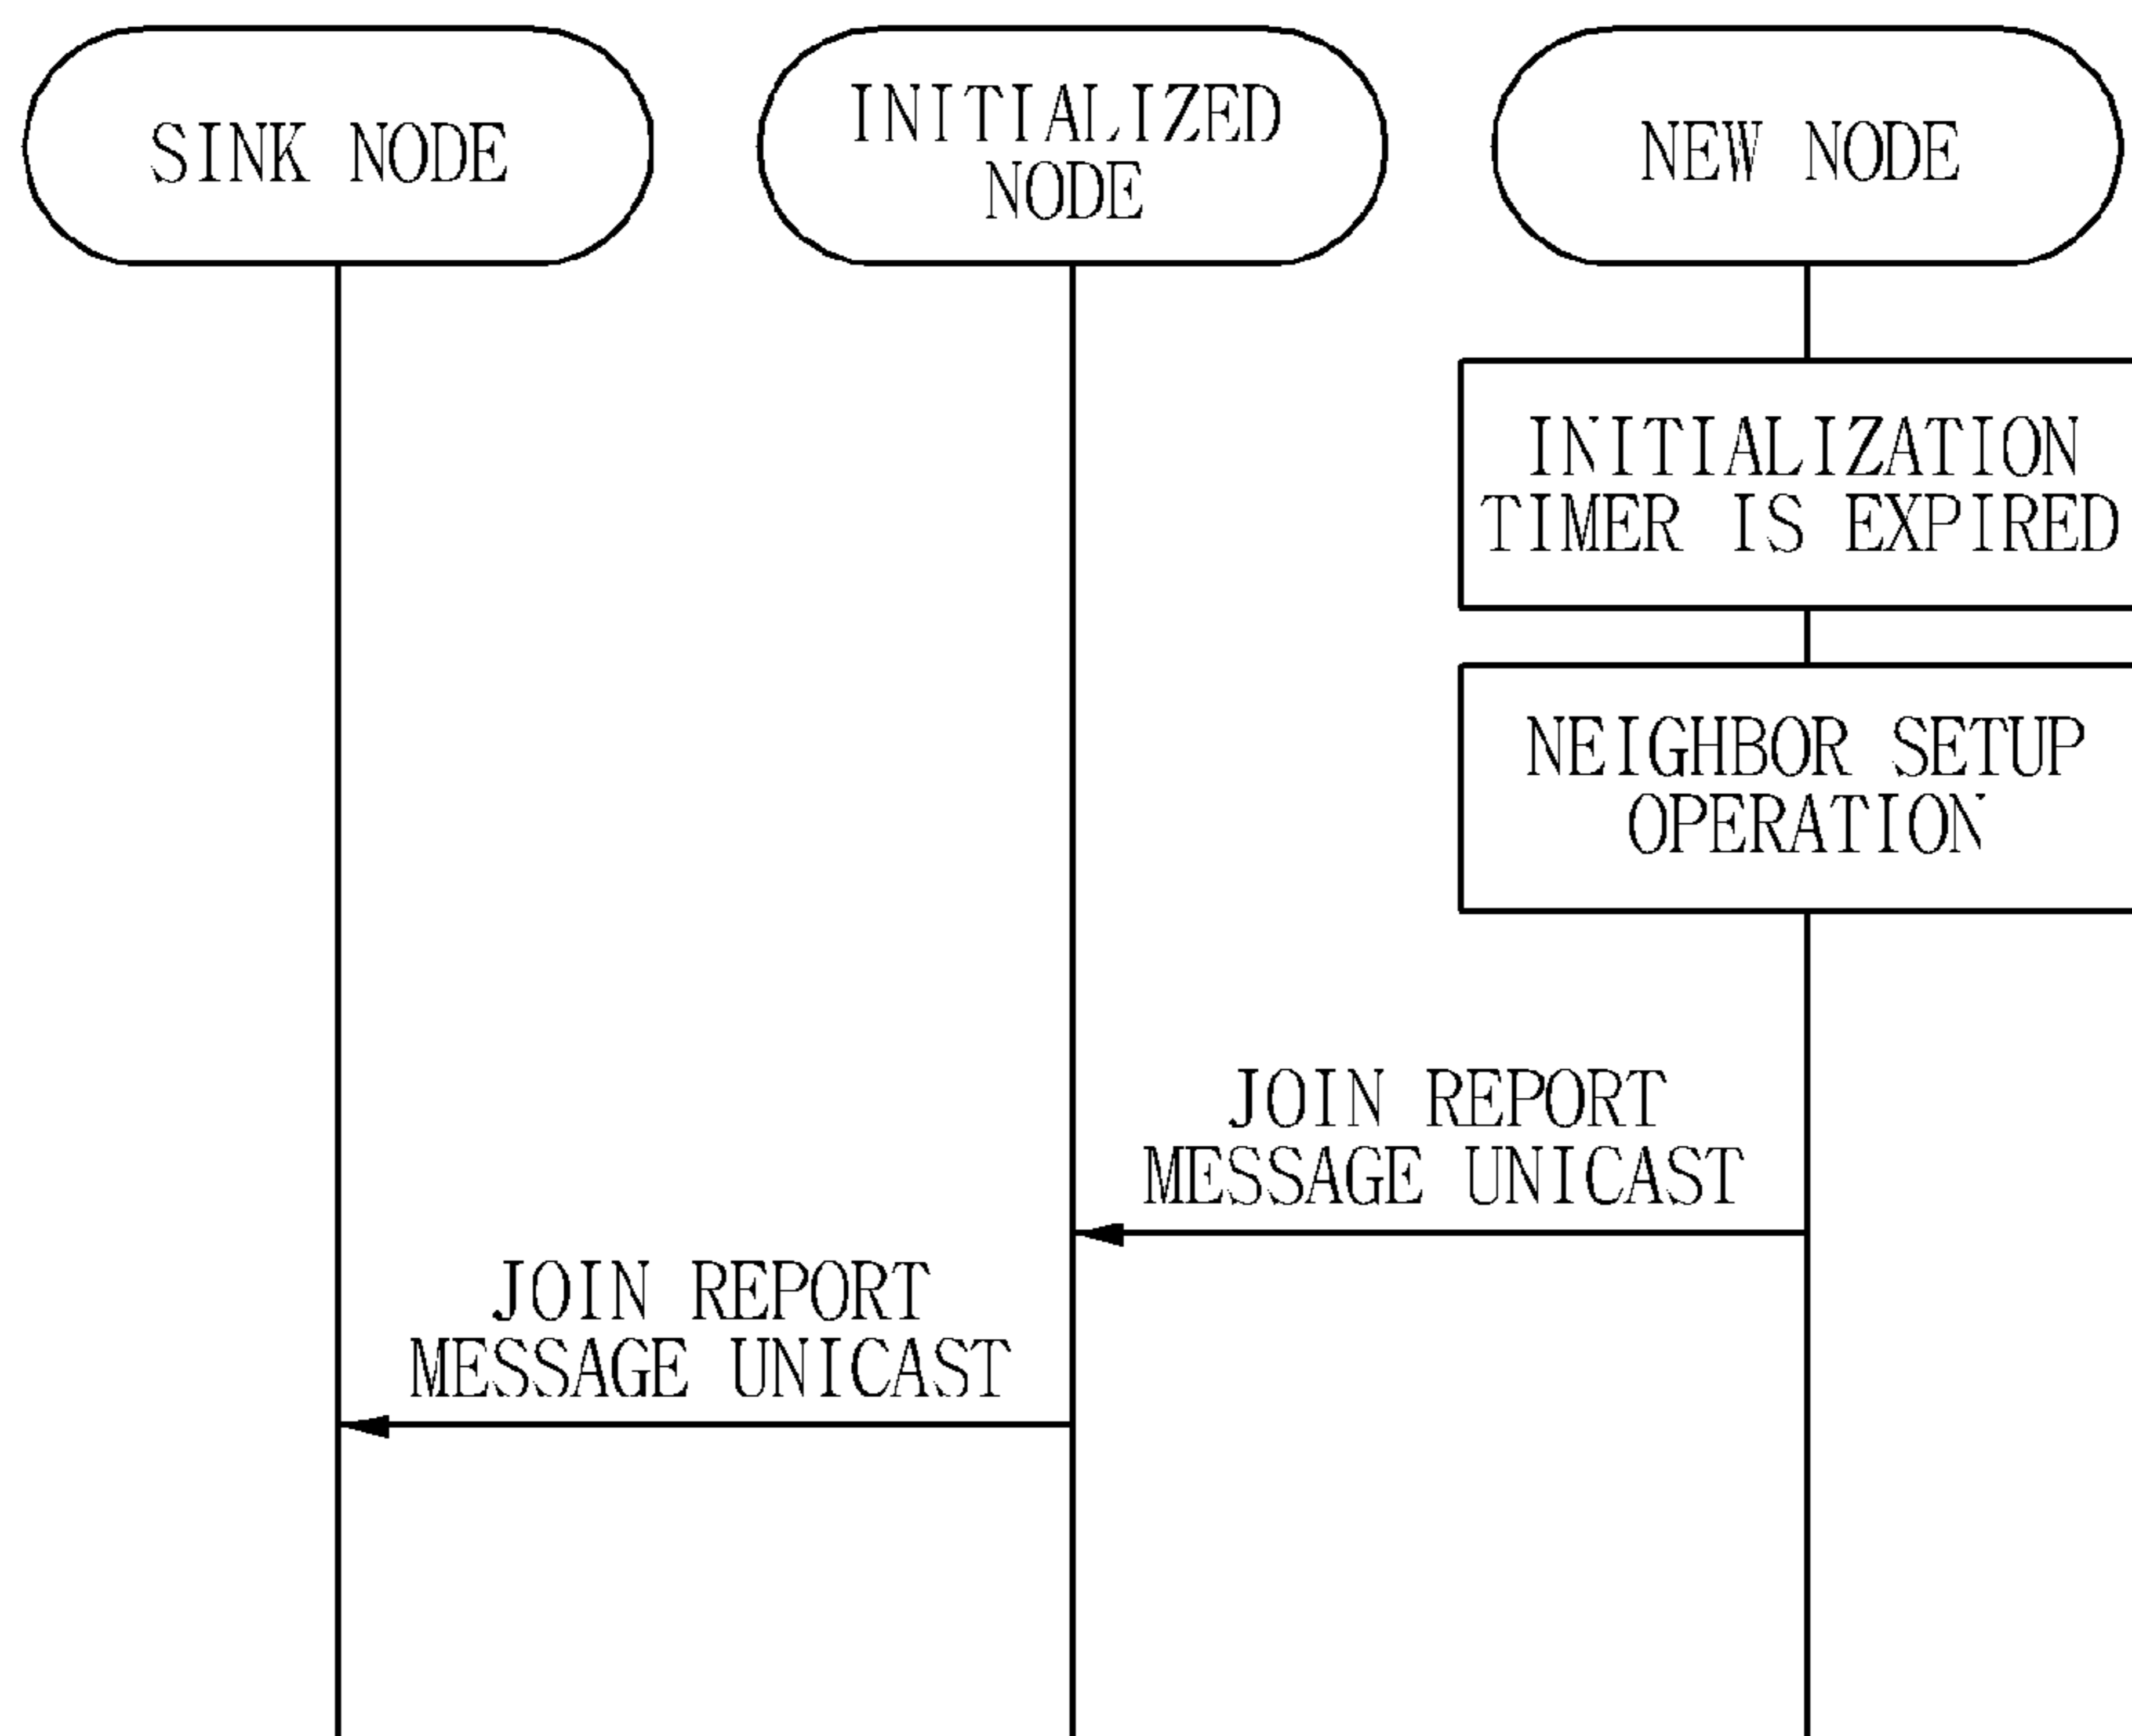 SINK NODE
INITIALIZED
NODE
NEW NODE
INITIALIZATION
TIMER IS EXPIRED
NEIGHBOR SETUP
OPERATION
JOIN REPORT
MESSAGE UNICAST
JOIN REPORT
MESSAGE UNICAST